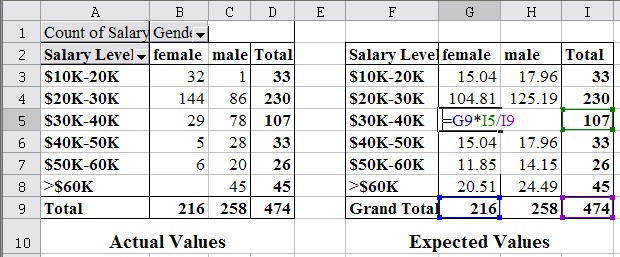 A B C D E F G H I
1 Count of Salary Gende
2 Salary Level female male Total Salary Level female male Total
3 $10K-20K 32 1 33 $10K-20K 15.04 17.96 33
4 $20K-30K 144 86 230 $20K-30K 104.81 125.19 230
5 $30K-40K 29 78 107 $30K-40K =G9*I5/I9 107
6 $40K-50K 5 28 33 $40K-50K 15.04 17.96 33
7 $50K-60K 6 20 26 $50K-60K 11.85 14.15 26
8 >$60K 45 45 >$60K 20.51 24.49 45
9 Total 216 258 474 Grand Total 216 258 474
10 Actual Values Expected Values